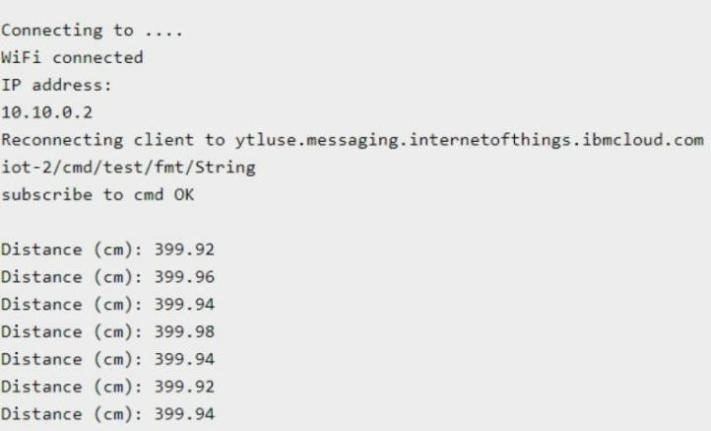 Connecting to ....
WiFi connected
IP address:
10.10.0.2
Reconnecting client to ytluse.messaging.internetofthings.ibmcloud.com
iot-2/cmd/test/fmt/String
subscribe to cmd OK
Distance (cm): 399.92
Distance (cm): 399.96
Distance (cm): 399.94
Distance (cm): 399.98
Distance (cm): 399.94
Distance (cm): 399.92
Distance (cm): 399.94